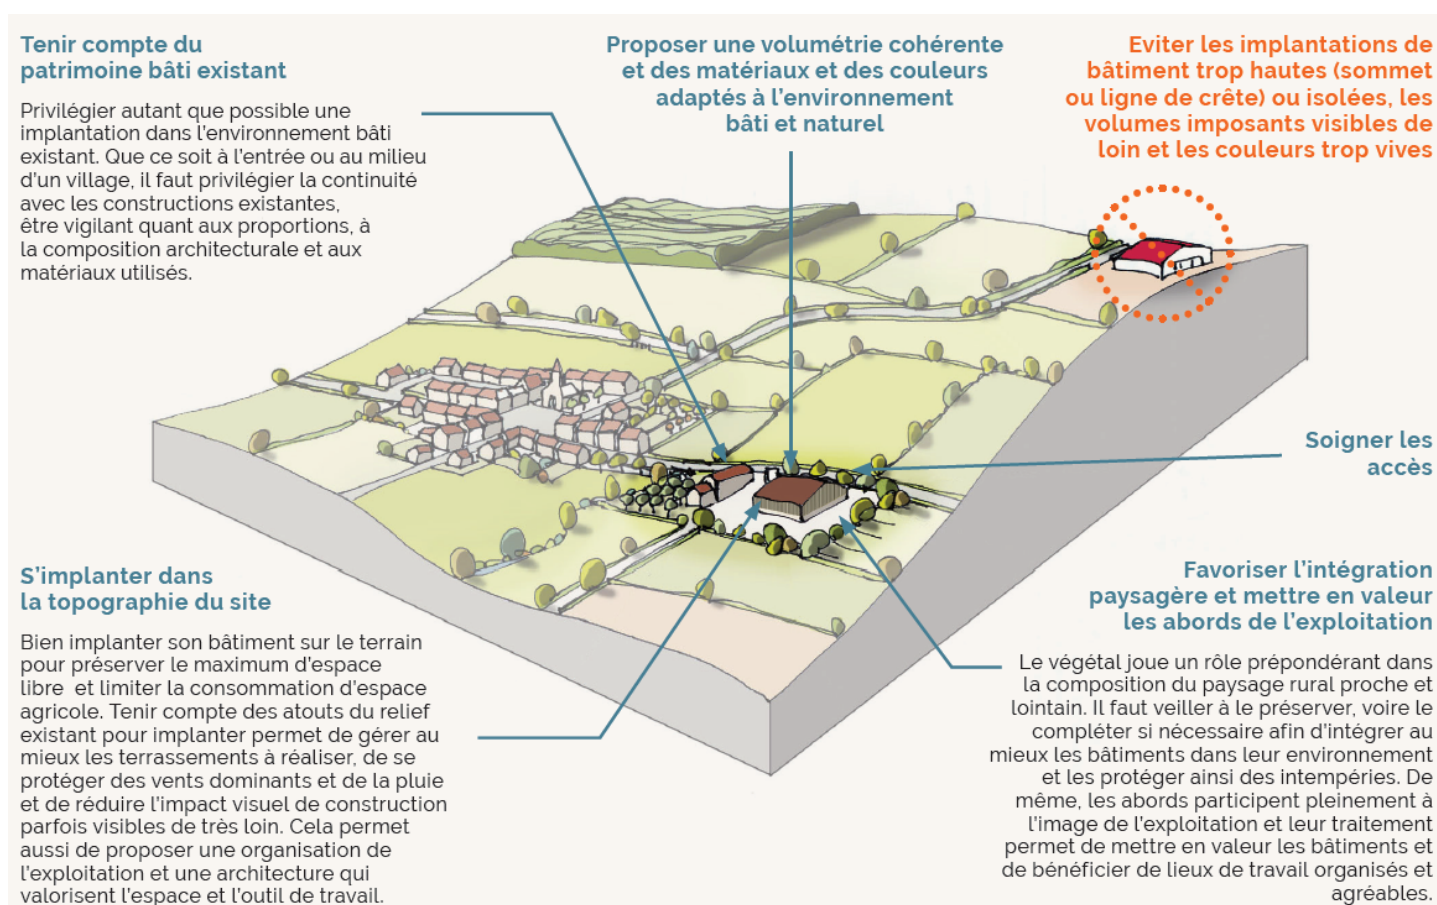 Tenir compte du
patrimoine bâti existant
Privilégier autant que possible une
implantation dans l'environnement bâti
existant. Que ce soit à l'entrée ou au milieu
d'un village, il faut privilégier la continuité
avec les constructions existantes,
être vigilant quant aux proportions, à
la composition architecturale et aux
matériaux utilisés.
Proposer une volumétrie cohérente
et des matériaux et des couleurs
adaptés à l'environnement
bâti et naturel
Eviter les implantations de
bâtiment trop hautes (sommet
ou ligne de crête) ou isolées, les
volumes imposants visibles de
loin et les couleurs trop vives
Soigner les
accès
S'implanter dans
la topographie du site
Bien implanter son bâtiment sur le terrain
pour préserver le maximum d'espace
libre et limiter la consommation d'espace
agricole. Tenir compte des atouts du relief
existant pour implanter permet de gérer au
mieux les terrassements à réaliser, de se
protéger des vents dominants et de la pluie
et de réduire l'impact visuel de construction
parfois visibles de très loin. Cela permet
aussi de proposer une organisation de
l'exploitation et une architecture qui
valorisent l'espace et l'outil de travail.
Favoriser l'intégration
paysagère et mettre en valeur
les abords de l'exploitation
Le végétal joue un rôle prépondérant dans
la composition du paysage rural proche et
lointain. Il faut veiller à le préserver, voire le
compléter si nécessaire afin d'intégrer au
mieux les bâtiments dans leur environnement
et les protéger ainsi des intempéries. De
même, les abords participent pleinement à
l'image de l'exploitation et leur traitement
permet de mettre en valeur les bâtiments et
de bénéficier de lieux de travail organisés et
agréables.